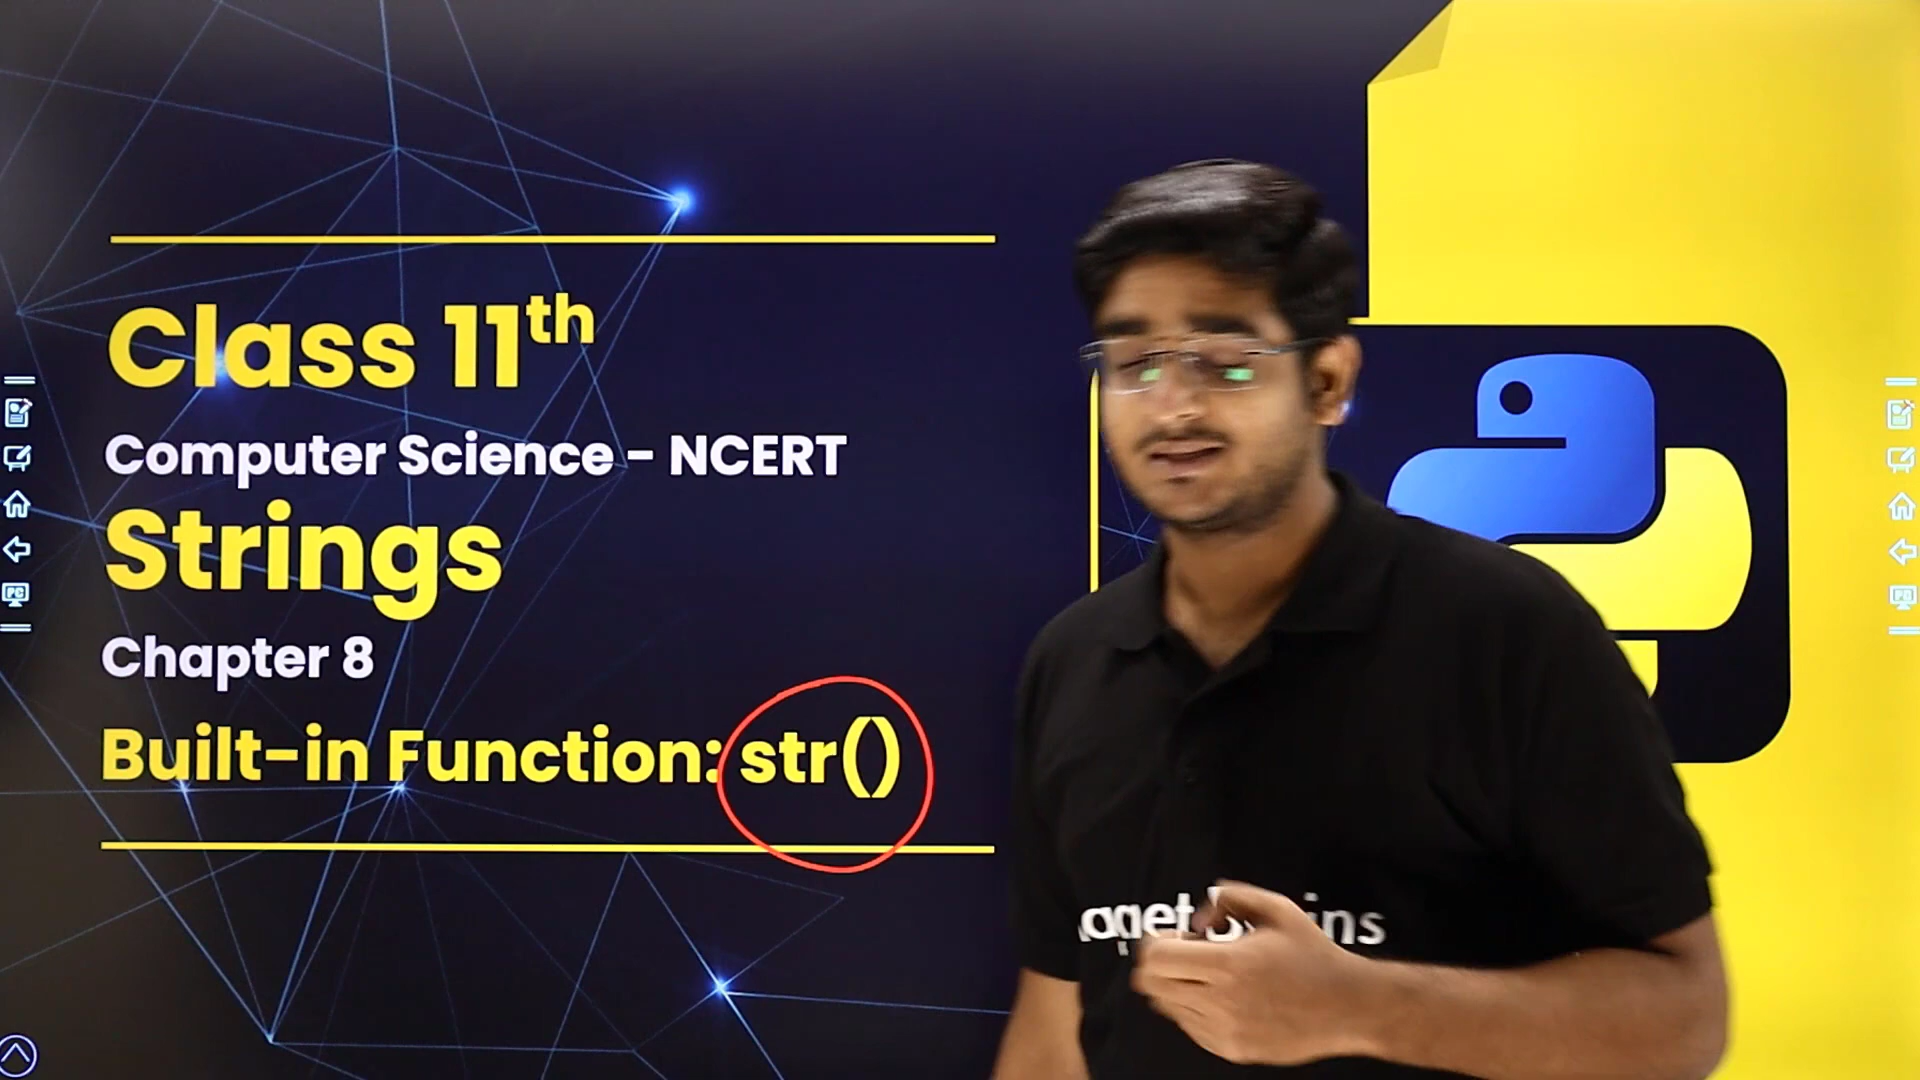 Class 11th
Computer Science - NCERT
Strings
Chapter 8
Built-in Function: str()